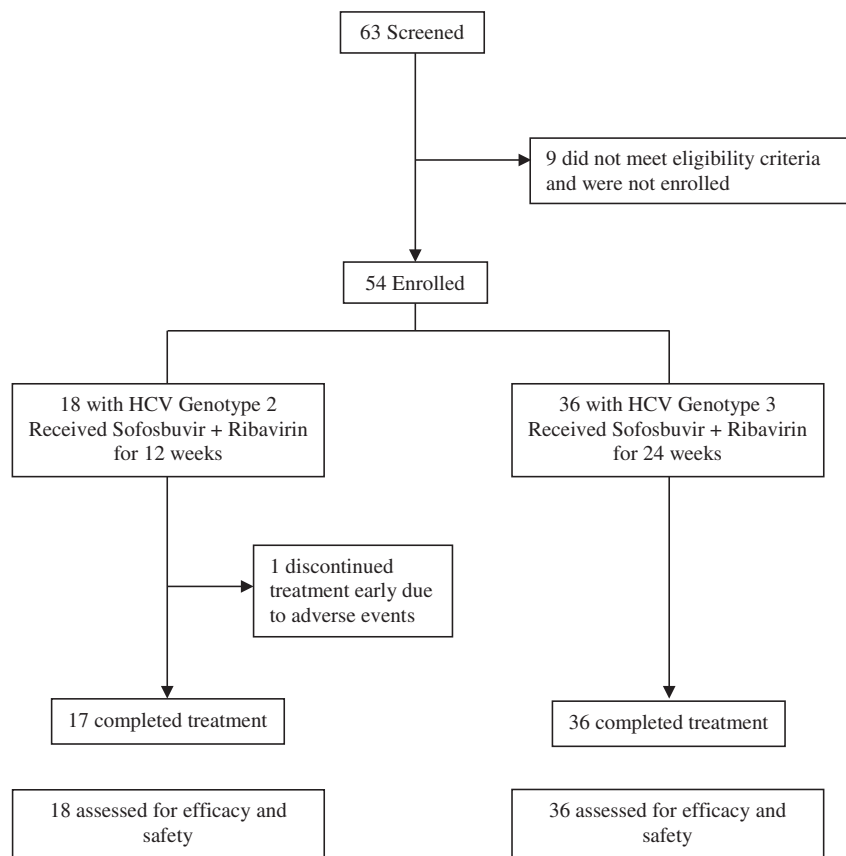 63 Screened
9 did not meet eligibility criteria
and were not enrolled
54 Enrolled
18 with HCV Genotype 2
Received Sofosbuvir + Ribavirin
for 12 weeks
36 with HCV Genotype 3
Received Sofosbuvir + Ribavirin
for 24 weeks
1 discontinued
treatment early due
to adverse events
17 completed treatment
36 completed treatment
18 assessed for efficacy and
safety
36 assessed for efficacy and
safety